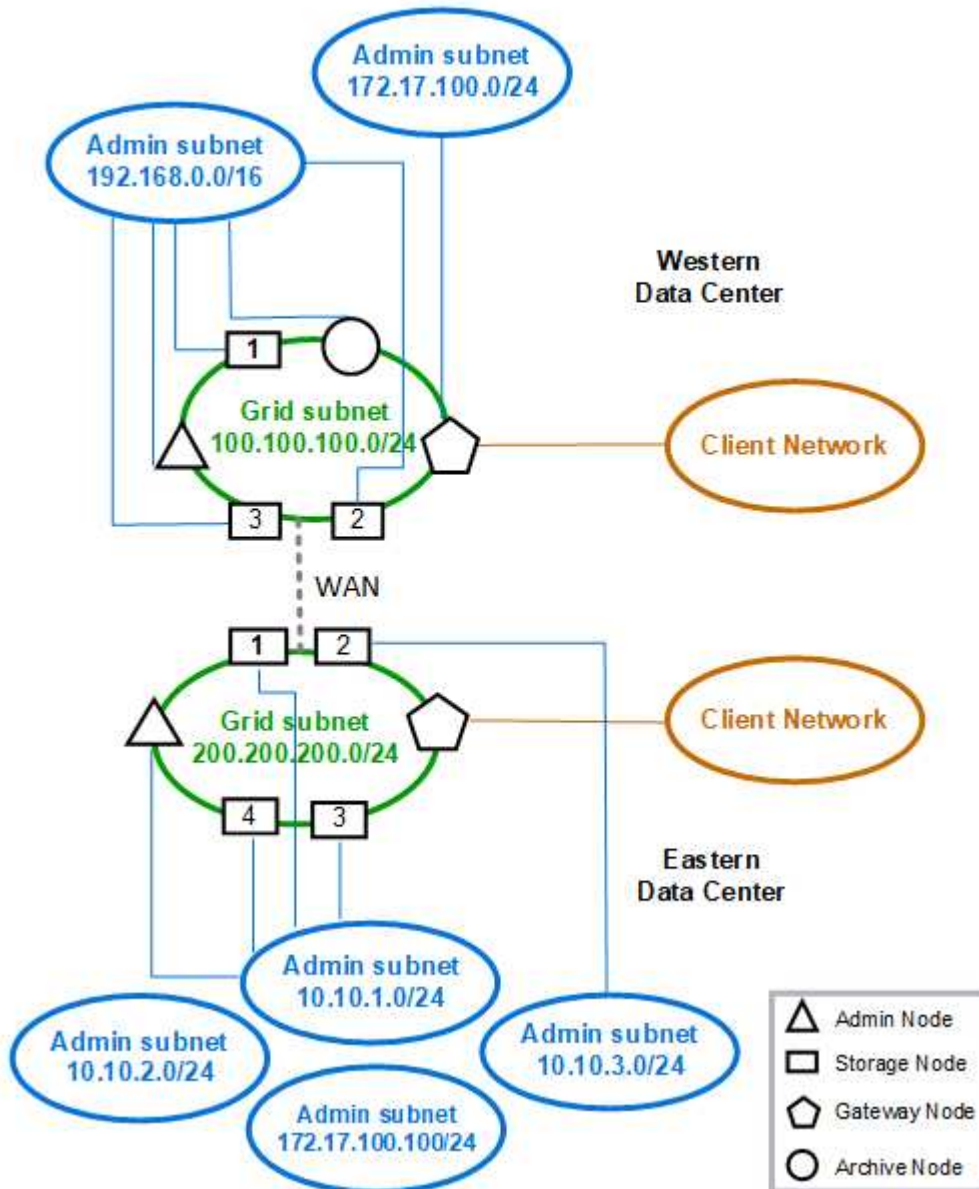 Admin subnet
172.17.100.0/24
Admin subnet
192.168.0.0/16
Western
Data Center
1
Grid subnet
100.100.100.0/24
Client Network
3
2
WAN
1
2
Grid subnet
200.200.200.0/24
Client Network
4
3
Eastern
Data Center
Admin subnet
10.10.1.0/24
Admin subnet
10.10.2.0/24
Admin subnet
10.10.3.0/24
Admin subnet
172.17.100.100/24
Admin Node
Storage Node
Gateway Node
Archive Node